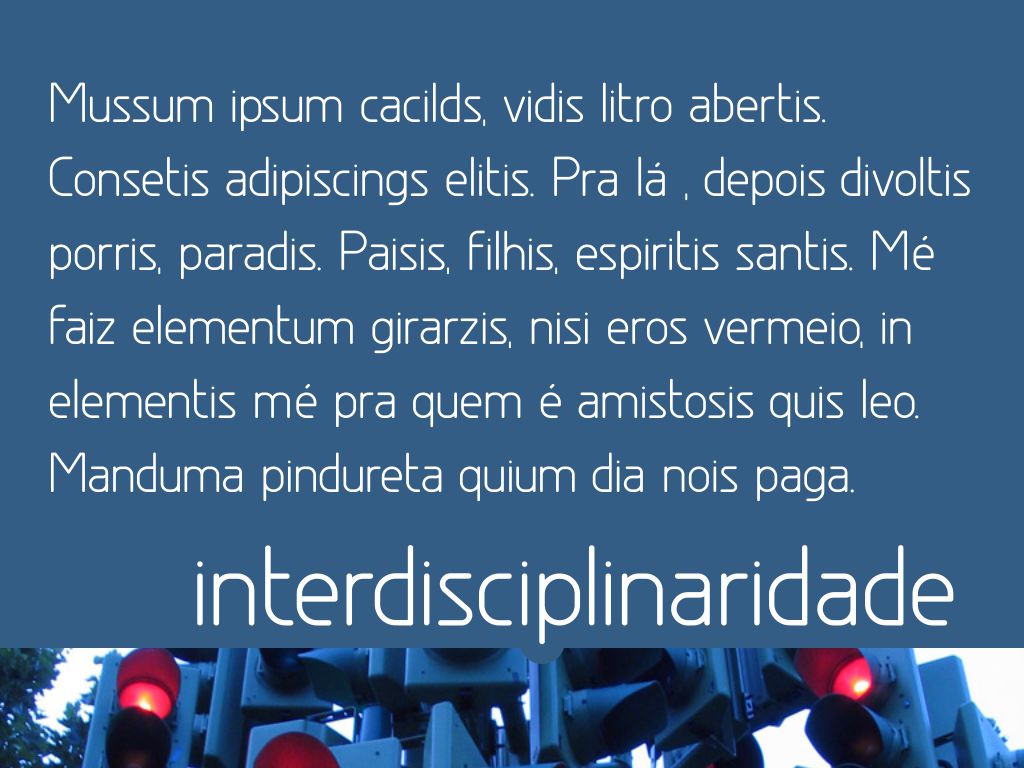 Mussum ipsum cacilds, vidis litro abertis.
Consetis adipiscings elitis. Pra lá , depois divoltis
porris, paradis. Paisis, filhis, espiritis santis. Mé
faiz elementum girarzis, nisi eros vermeio, in
elementis mé pra quem é amistosis quis leo.
Manduma pindureta quium dia nois paga.
interdisciplinaridade